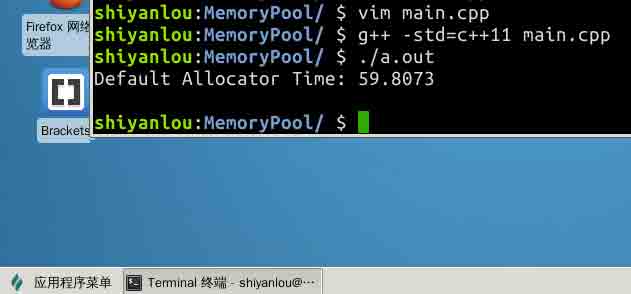 shiyanlou:MemoryPool/ $ vim main.cpp
shiyanlou:MemoryPool/ $ g++ -std=c++11 main.cpp
shiyanlou:MemoryPool/ $ ./a.out
Default Allocator Time: 59.8073
shiyanlou:MemoryPool/ $
Firefox 网络
览器
Brackets
应用程序菜单
Terminal 终端 - shiyanlou@···